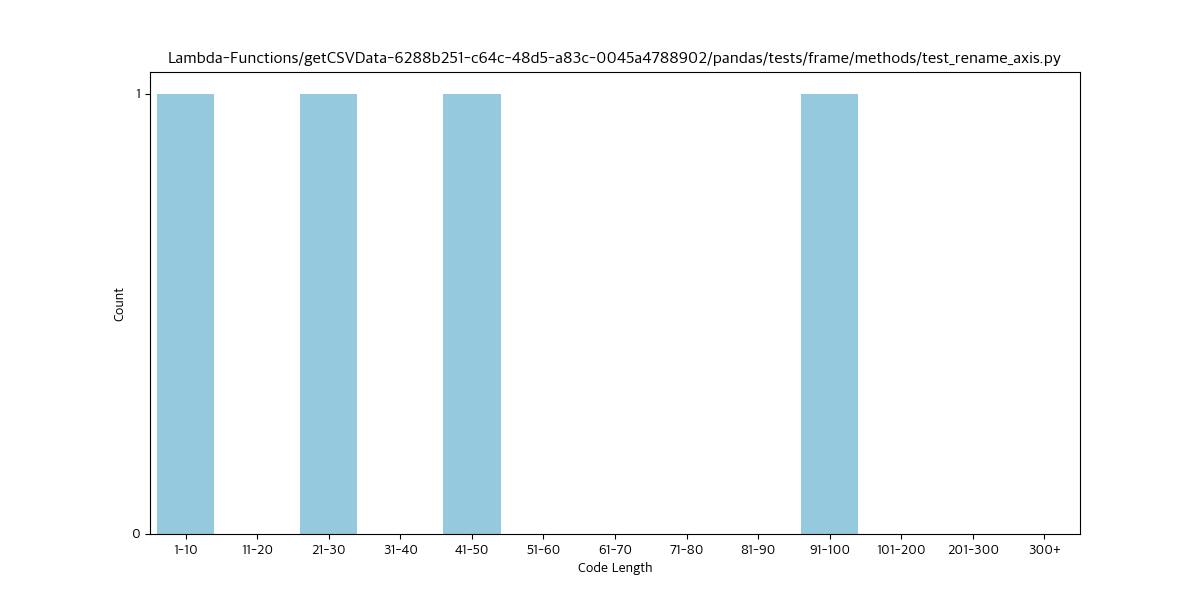 Lambda-Functions/getCSVData-6288b251-c64c-48d5-a83c-0045a4788902/pandas/tests/frame/methods/test_rename_axis.py
1
Count
0
1-10 11-20 21-30 31-40 41-50 51-60 61-70 71-80 81-90 91-100 101-200 201-300 300+
Code Length